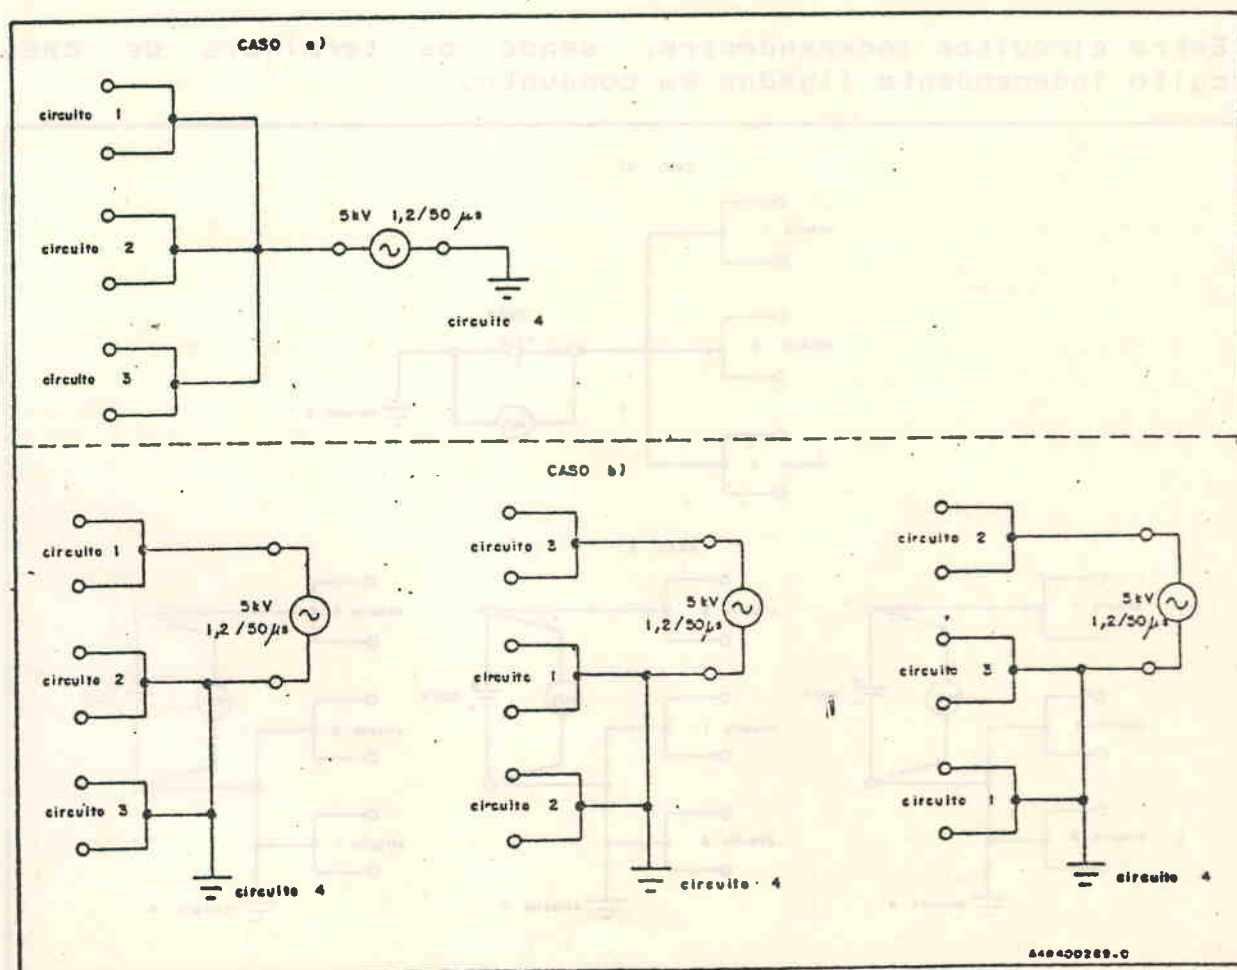 CASO a)
circuito 1
circuito 2
5kV 1,2/50 μs
circuito 4
circuito 3
CASO b)
circuito 1
5kV
1,2/50μs
circuito 2
circuito 3
circuito 4
circuito 3
5kV
1,2/50μs
circuito 1
circuito 2
circuito 4
circuito 2
5kV
1,2/50μs
circuito 3
circuito 1
circuito 4